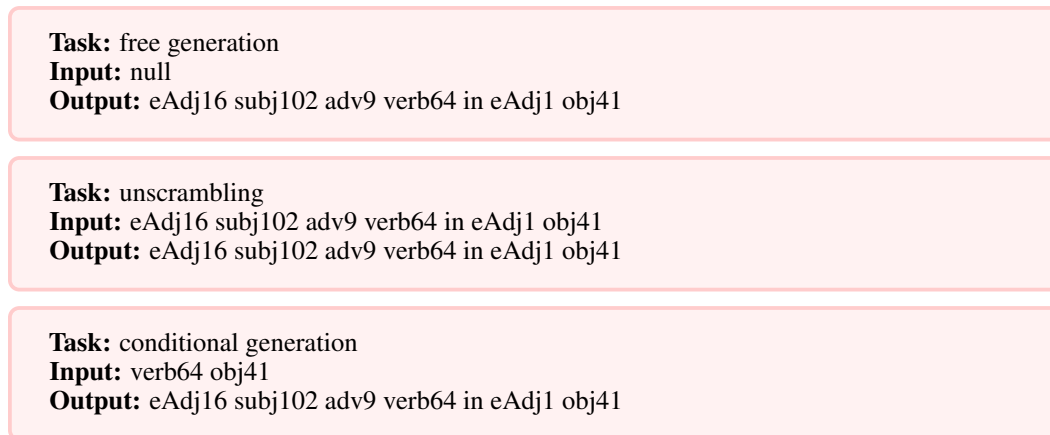 Task: free generation
Input: null
Output: eAdj16 subj102 adv9 verb64 in eAdj1 obj41
Task: unscrambling
Input: eAdj16 subj102 adv9 verb64 in eAdj1 obj41
Output: eAdj16 subj102 adv9 verb64 in eAdj1 obj41
Task: conditional generation
Input: verb64 obj41
Output: eAdj16 subj102 adv9 verb64 in eAdj1 obj41